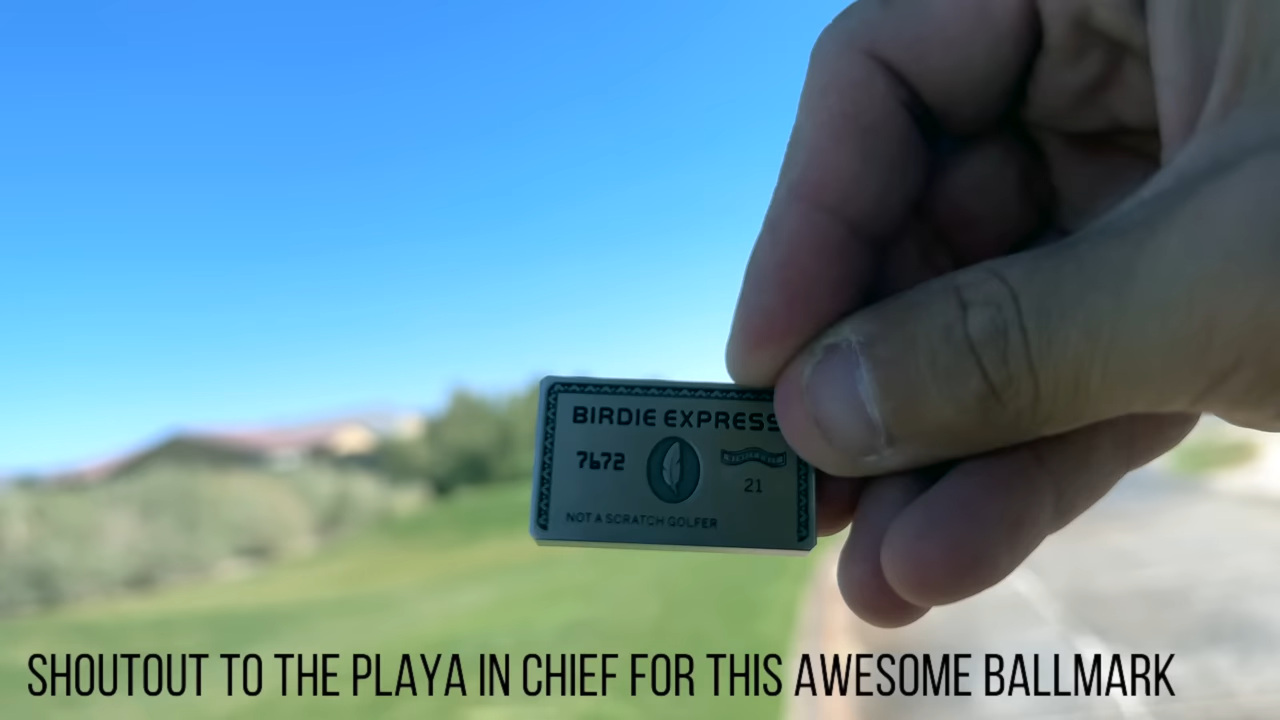 BIRDIE EXPRESS
7672
21
NOT A SCRATCH GOLFER
SHOUTOUT TO THE PLAYA IN CHIEF FOR THIS AWESOME BALLMARK